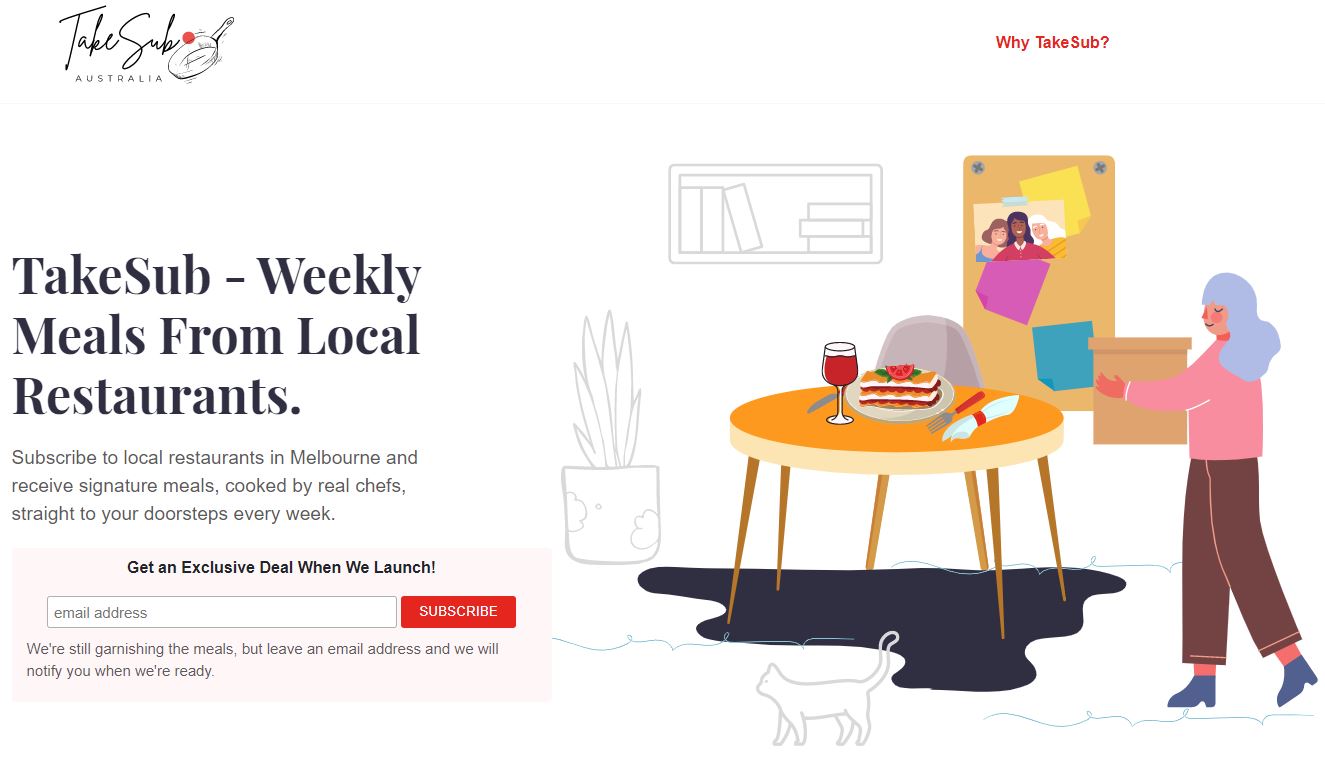 TakeSub
AUSTRALIA
Why TakeSub?
TakeSub - Weekly
Meals From Local
Restaurants.
Subscribe to local restaurants in Melbourne and
receive signature meals, cooked by real chefs,
straight to your doorsteps every week.
Get an Exclusive Deal When We Launch!
email address
SUBSCRIBE
We're still garnishing the meals, but leave an email address and we will
notify you when we're ready.